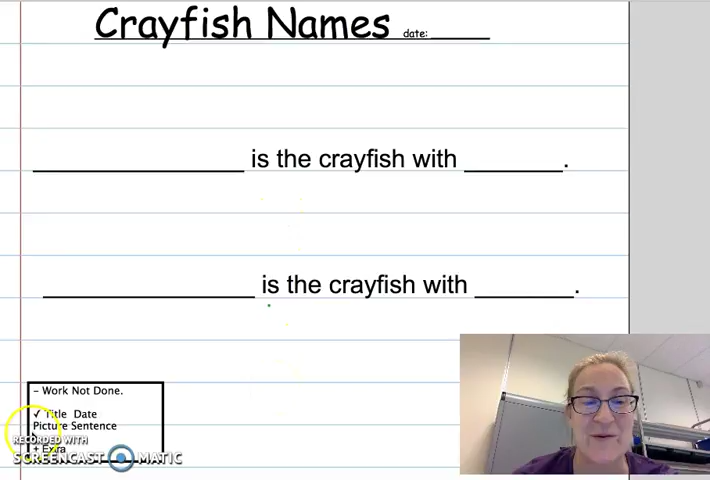 Crayfish Names date:
is the crayfish with .
is the crayfish with .
- Work Not Done.
✓ Title Date
Picture Sentence
RECORDED WITH
+ Extra
SCREENCAST MATIC